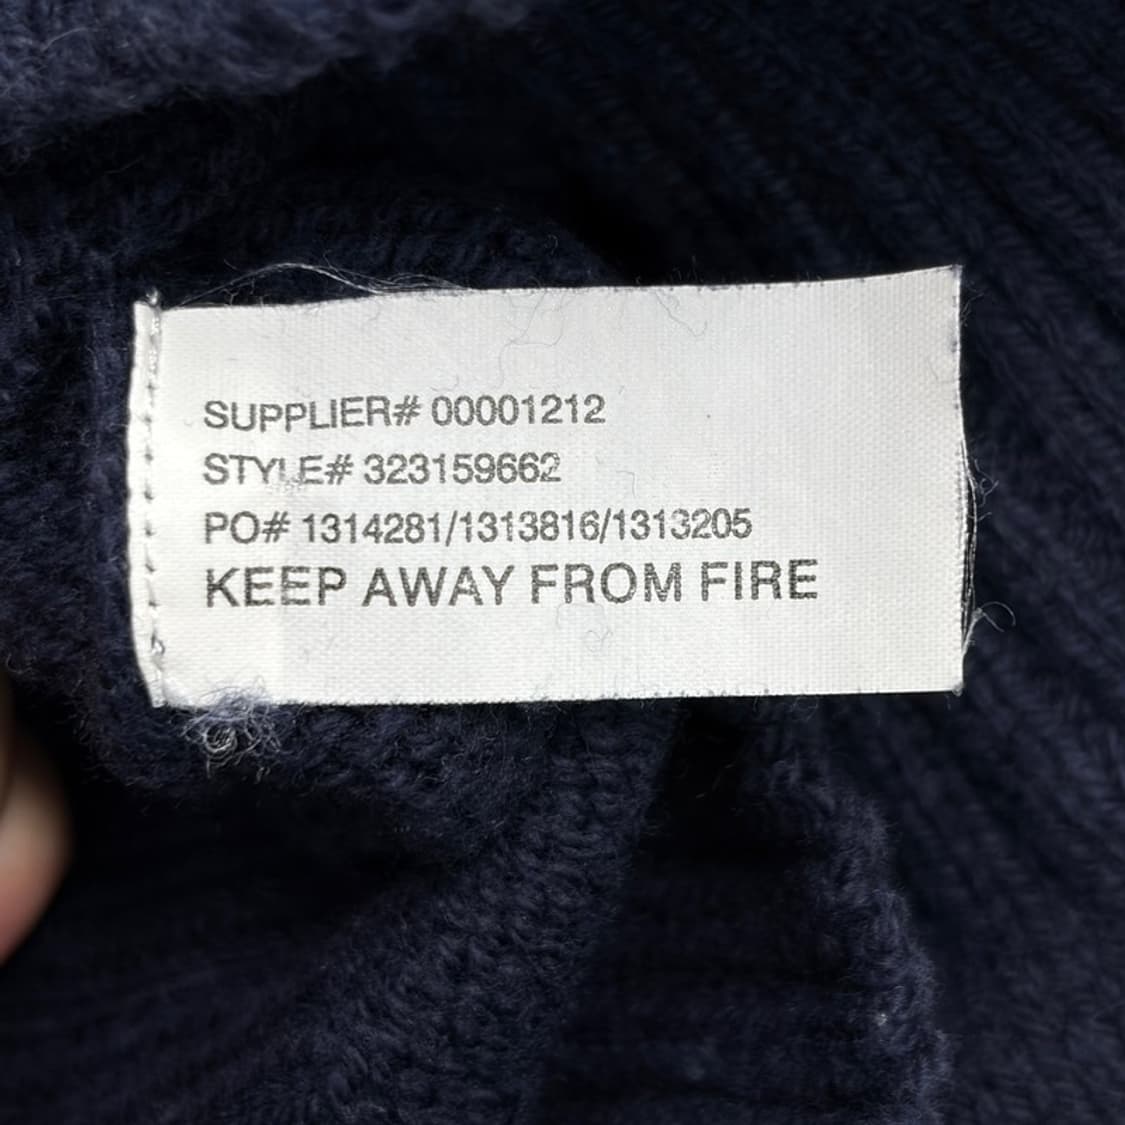 SUPPLIER# 00001212
STYLE# 323159662
PO# 1314281/1313816/1313205
KEEP AWAY FROM FIRE